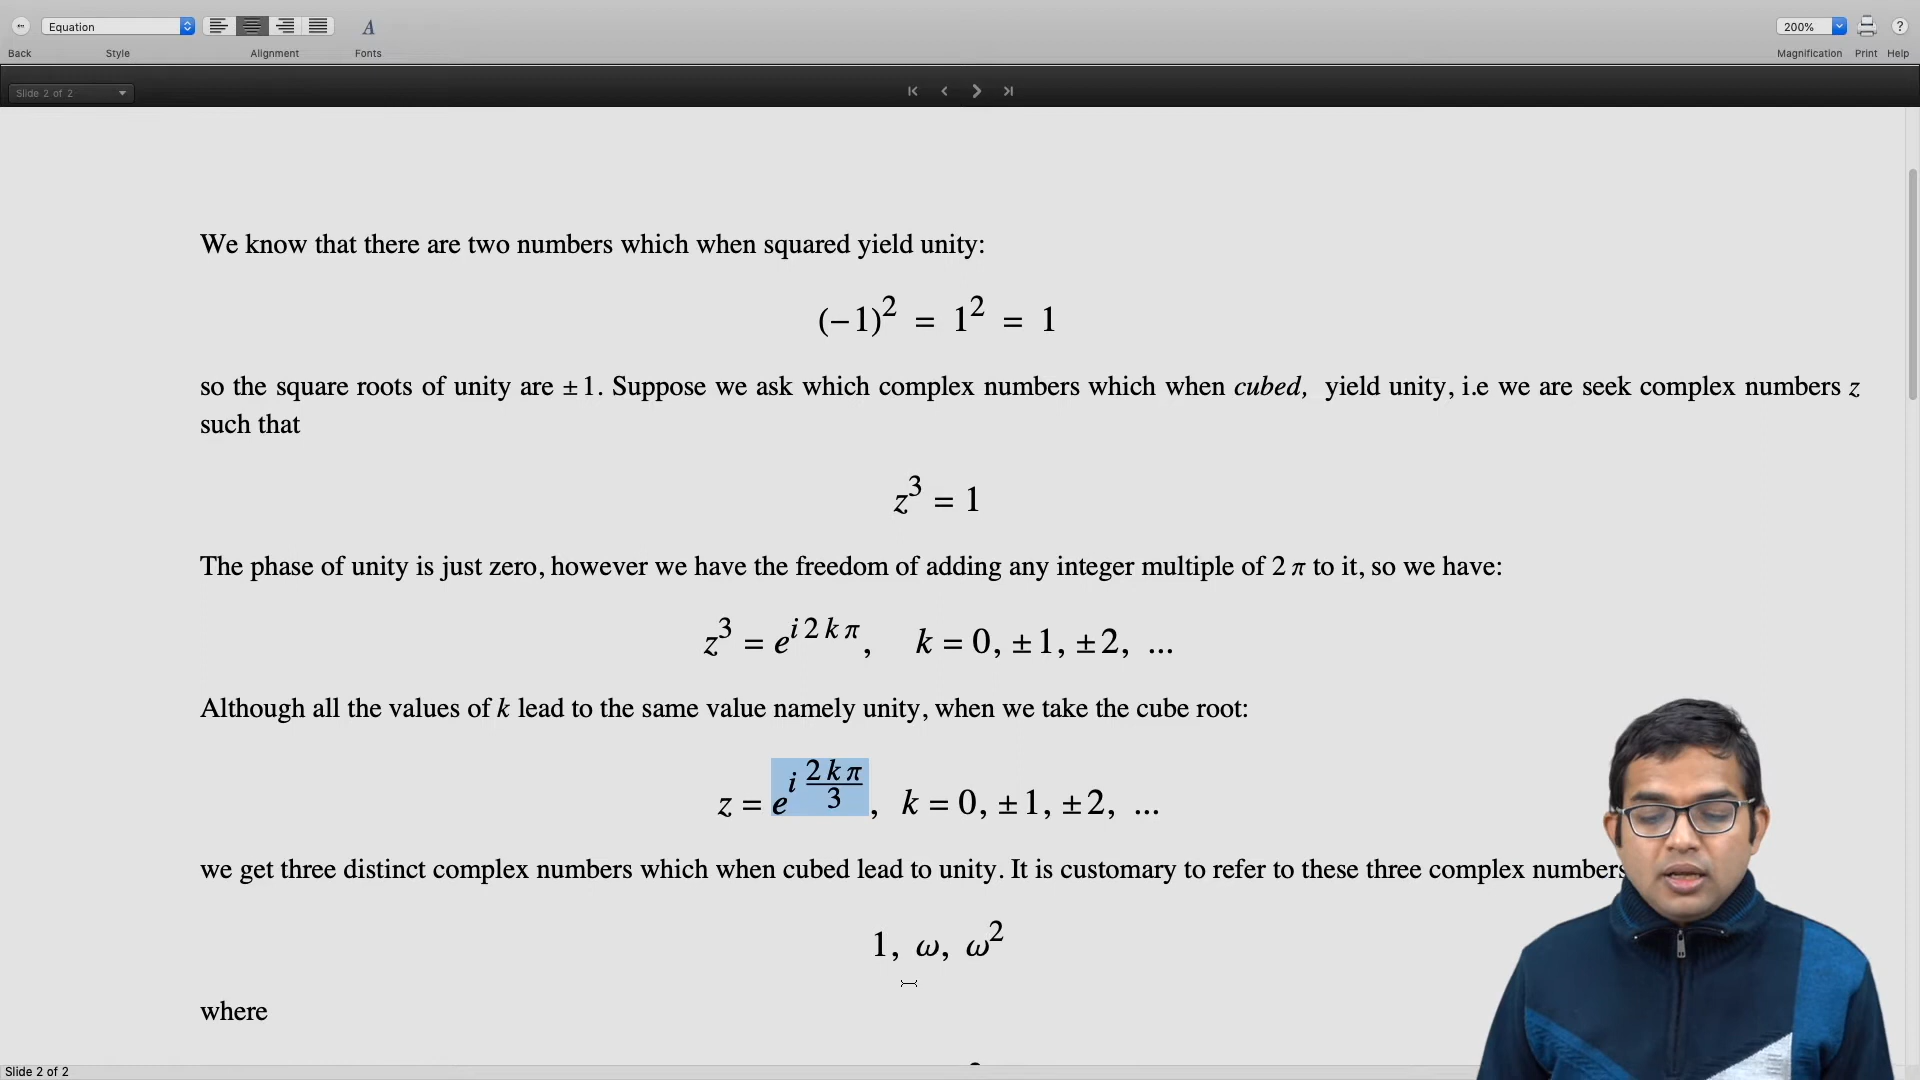 Equation
200%
Back Style Alignment Fonts Magnification Print Help
Slide 2 of 2
We know that there are two numbers which when squared yield unity:
(−1)² = 1² = 1
so the square roots of unity are ± 1. Suppose we ask which complex numbers which when cubed, yield unity, i.e we are seek complex numbers z
such that
z³ = 1
The phase of unity is just zero, however we have the freedom of adding any integer multiple of 2 π to it, so we have:
z³ = e^{i 2 k π}, k = 0, ± 1, ± 2, ...
Although all the values of k lead to the same value namely unity, when we take the cube root:
z = e^{i \frac{2 k π}{3}}, k = 0, ± 1, ± 2, ...
we get three distinct complex numbers which when cubed lead to unity. It is customary to refer to these three complex numbers
1, ω, ω²
where
Slide 2 of 2